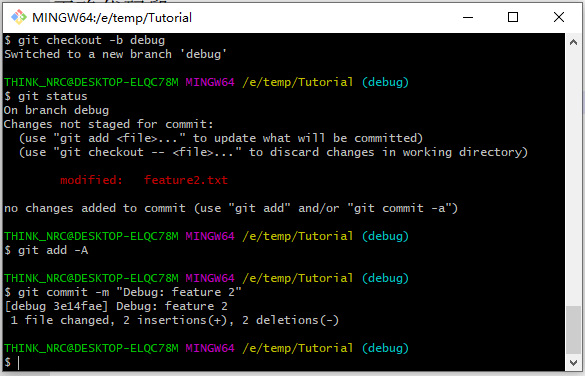 MINGW64:/e/temp/Tutorial
$ git checkout -b debug
Switched to a new branch 'debug'
THINK_NRC@DESKTOP-ELQC78M MINGW64 /e/temp/Tutorial (debug)
$ git status
On branch debug
Changes not staged for commit:
  (use "git add <file>..." to update what will be committed)
  (use "git checkout -- <file>..." to discard changes in working directory)
        modified:   feature2.txt
no changes added to commit (use "git add" and/or "git commit -a")
THINK_NRC@DESKTOP-ELQC78M MINGW64 /e/temp/Tutorial (debug)
$ git add -A
THINK_NRC@DESKTOP-ELQC78M MINGW64 /e/temp/Tutorial (debug)
$ git commit -m "Debug: feature 2"
[debug 3e14fae] Debug: feature 2
 1 file changed, 2 insertions(+), 2 deletions(-)
THINK_NRC@DESKTOP-ELQC78M MINGW64 /e/temp/Tutorial (debug)
$